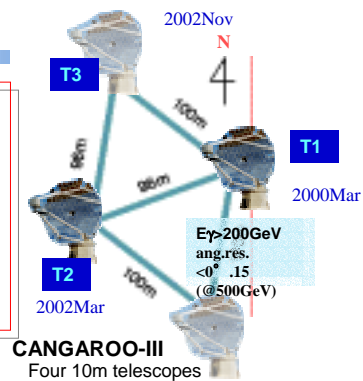 2002Nov
N
T3
100m
T1
98m
98m
2000Mar
Eγ>200GeV
ang.res.
<0° .15
(@500GeV)
T2
100m
2002Mar
CANGAROO-III
Four 10m telescopes